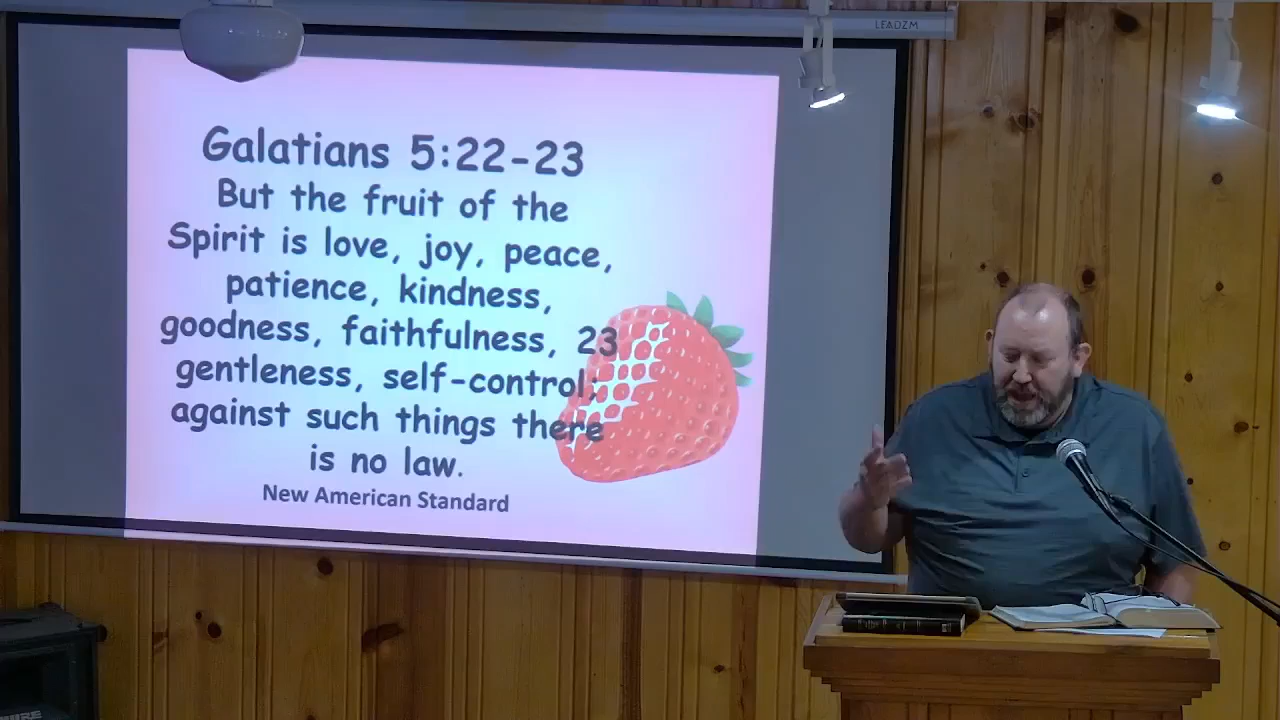 LEADZM
Galatians 5:22-23
But the fruit of the
Spirit is love, joy, peace,
patience, kindness,
goodness, faithfulness, 23
gentleness, self-control;
against such things there
is no law.
New American Standard